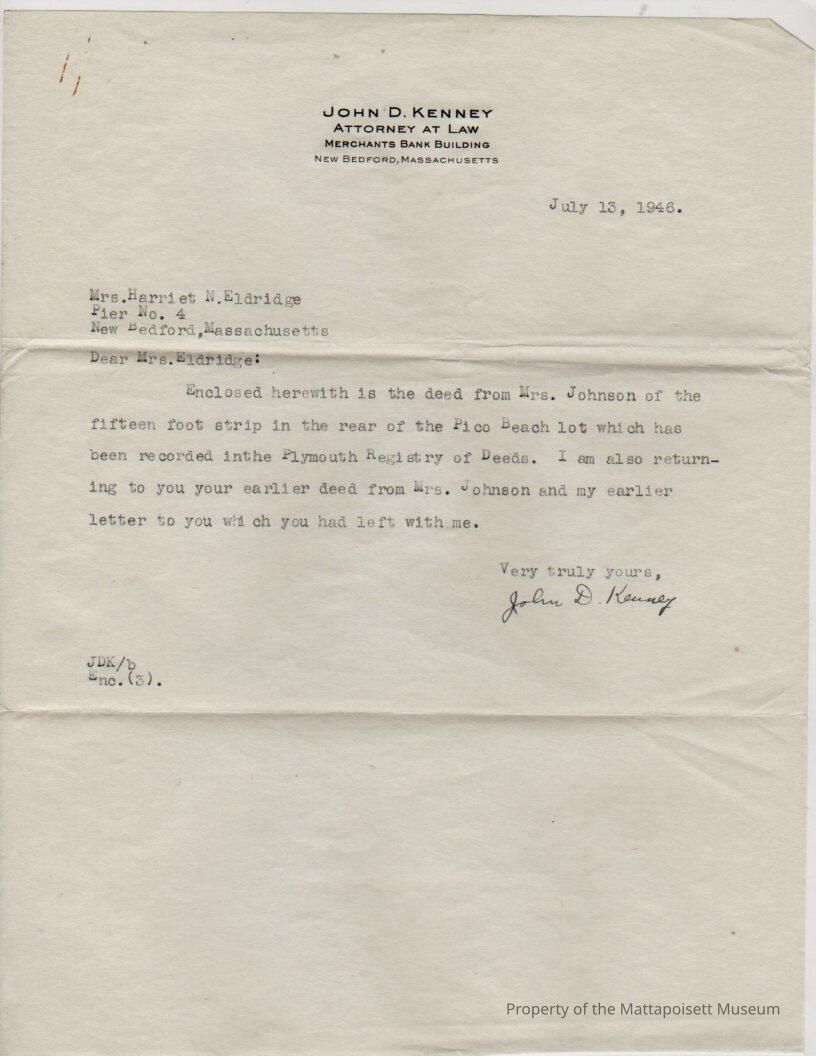 JOHN D. KENNEY
ATTORNEY AT LAW
MERCHANTS BANK BUILDING
NEW BEDFORD, MASSACHUSETTS
July 13, 1946.
Mrs.Harriet N.Eldridge
Pier No. 4
New Bedford,Massachusetts
Dear Mrs.Eldridge:
Enclosed herewith is the deed from Mrs. Johnson of the
fifteen foot strip in the rear of the Pico Beach lot which has
been recorded inthe Plymouth Registry of Deeds. I am also return-
ing to you your earlier deed from Mrs. Johnson and my earlier
letter to you which you had left with me.
Very truly yours,
John D. Kenney
JDK/b
Enc.(3).
Property of the Mattapoisett Museum